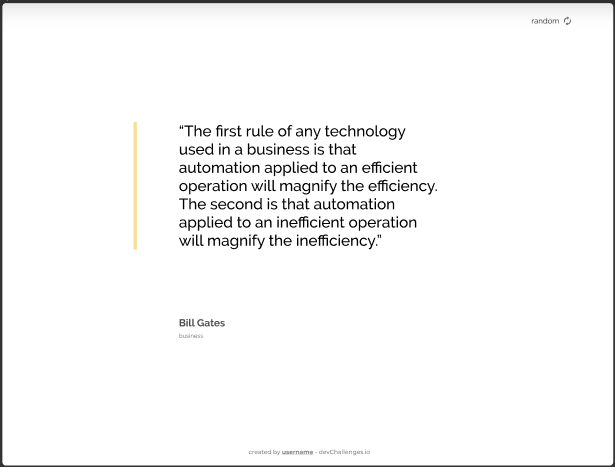 random
“The first rule of any technology
used in a business is that
automation applied to an efficient
operation will magnify the efficiency.
The second is that automation
applied to an inefficient operation
will magnify the inefficiency.”
Bill Gates
business
created by username - devChallenges.io